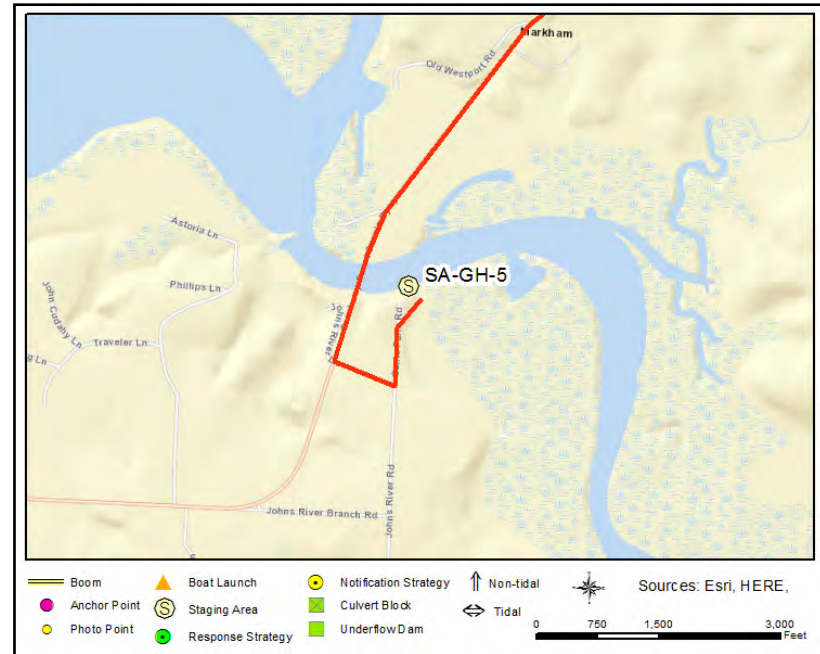 Markham
Old Westport Rd
Astoria Ln
SA-GH-5
Phillips Ln
John Cudahy Ln
Johns River
Rd
Traveler Ln
g Ln
Johns River Rd
Johns River Branch Rd
Boom
Boat Launch
Notification Strategy
Non-tidal
Sources: Esri, HERE,
Anchor Point
S Staging Area
Culvert Block
Tidal
Photo Point
Response Strategy
Underflow Dam
0 750 1,500 3,000
Feet